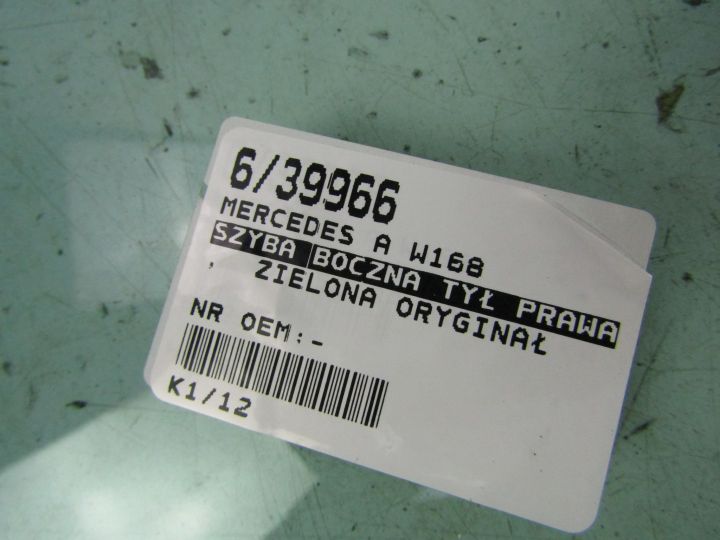 6/39966
MERCEDES A W168
SZYBA BOCZNA TYŁ PRAWA
, ZIELONA ORYGINAŁ
NR OEM:-
K1/12